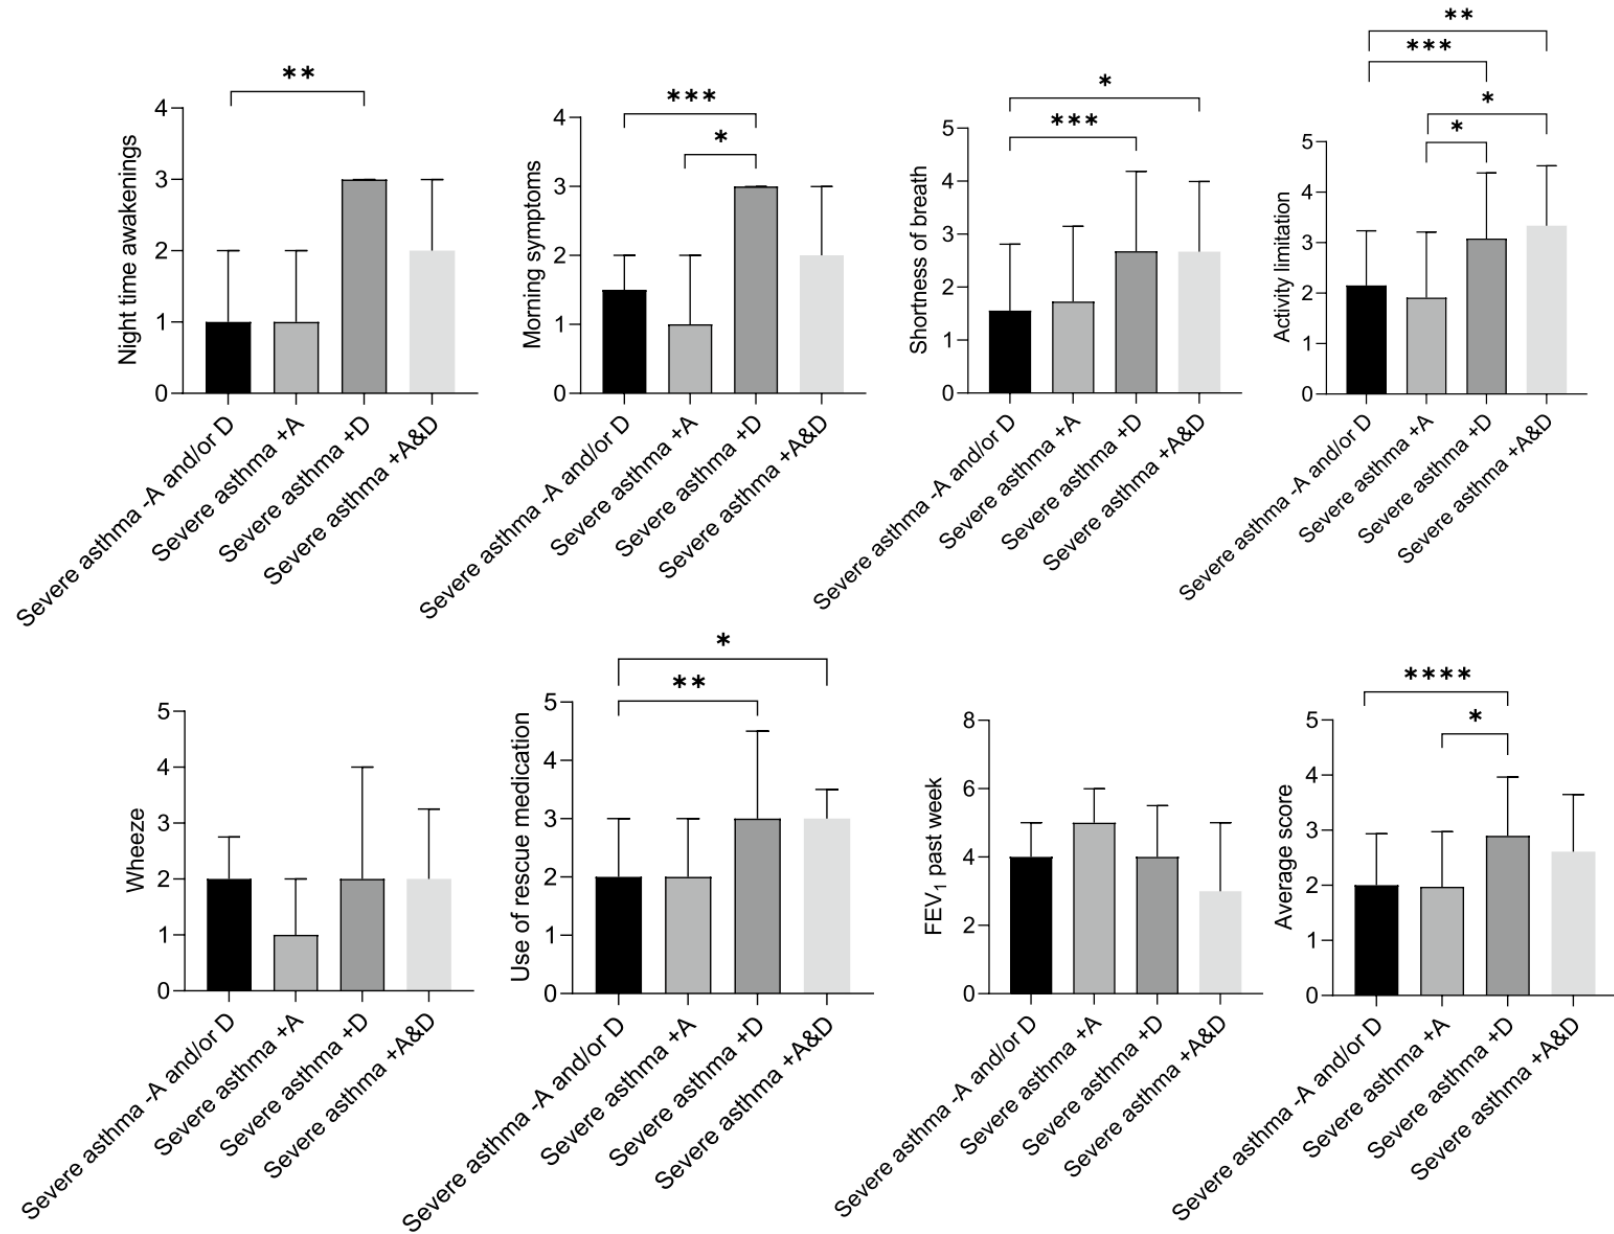 **
Night time awakenings
4
3
2
1
0
Severe asthma -A and/or D
Severe asthma +A
Severe asthma +D
Severe asthma +A&D
***
*
Morning symptoms
4
3
2
1
0
Severe asthma -A and/or D
Severe asthma +A
Severe asthma +D
Severe asthma +A&D
*
***
Shortness of breath
5
4
3
2
1
0
Severe asthma -A and/or D
Severe asthma +A
Severe asthma +D
Severe asthma +A&D
**
***
*
*
Activity limitation
5
4
3
2
1
0
Severe asthma -A and/or D
Severe asthma +A
Severe asthma +D
Severe asthma +A&D
Wheeze
5
4
3
2
1
0
Severe asthma -A and/or D
Severe asthma +A
Severe asthma +D
Severe asthma +A&D
*
**
Use of rescue medication
5
4
3
2
1
0
Severe asthma -A and/or D
Severe asthma +A
Severe asthma +D
Severe asthma +A&D
FEV₁ past week
8
6
4
2
0
Severe asthma -A and/or D
Severe asthma +A
Severe asthma +D
Severe asthma +A&D
****
*
Average score
5
4
3
2
1
0
Severe asthma -A and/or D
Severe asthma +A
Severe asthma +D
Severe asthma +A&D